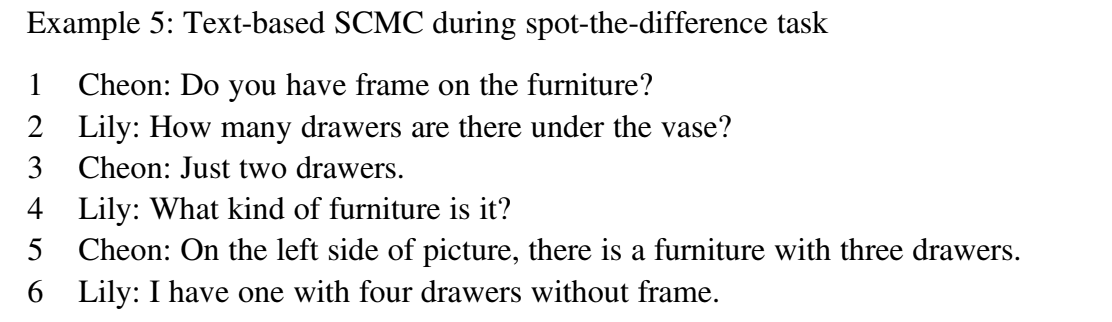 Example 5: Text-based SCMC during spot-the-difference task
1 Cheon: Do you have frame on the furniture?
2 Lily: How many drawers are there under the vase?
3 Cheon: Just two drawers.
4 Lily: What kind of furniture is it?
5 Cheon: On the left side of picture, there is a furniture with three drawers.
6 Lily: I have one with four drawers without frame.